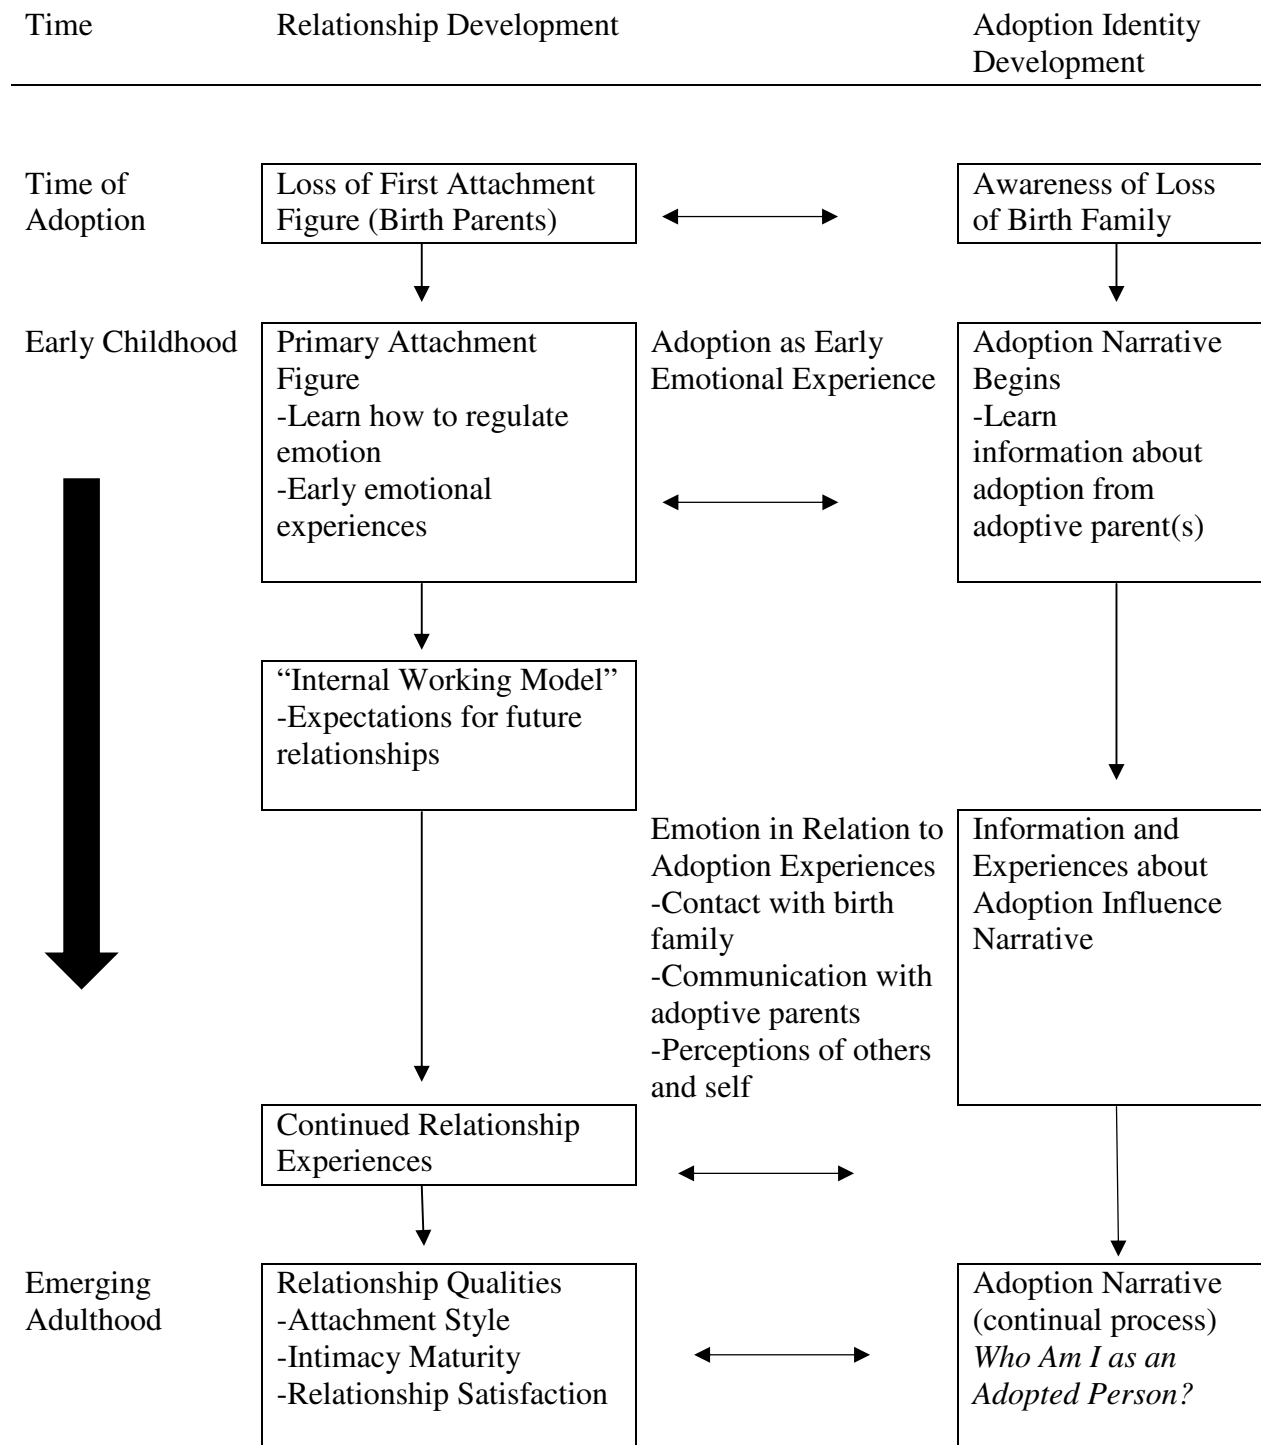 Time
Relationship Development
Adoption Identity
Development
Time of
Adoption
Loss of First Attachment
Figure (Birth Parents)
Awareness of Loss
of Birth Family
Early Childhood
Primary Attachment
Figure
-Learn how to regulate
emotion
-Early emotional
experiences
Adoption as Early
Emotional Experience
Adoption Narrative
Begins
-Learn
information about
adoption from
adoptive parent(s)
“Internal Working Model”
-Expectations for future
relationships
Emotion in Relation to
Adoption Experiences
-Contact with birth
family
-Communication with
adoptive parents
-Perceptions of others
and self
Information and
Experiences about
Adoption Influence
Narrative
Continued Relationship
Experiences
Emerging
Adulthood
Relationship Qualities
-Attachment Style
-Intimacy Maturity
-Relationship Satisfaction
Adoption Narrative
(continual process)
Who Am I as an
Adopted Person?